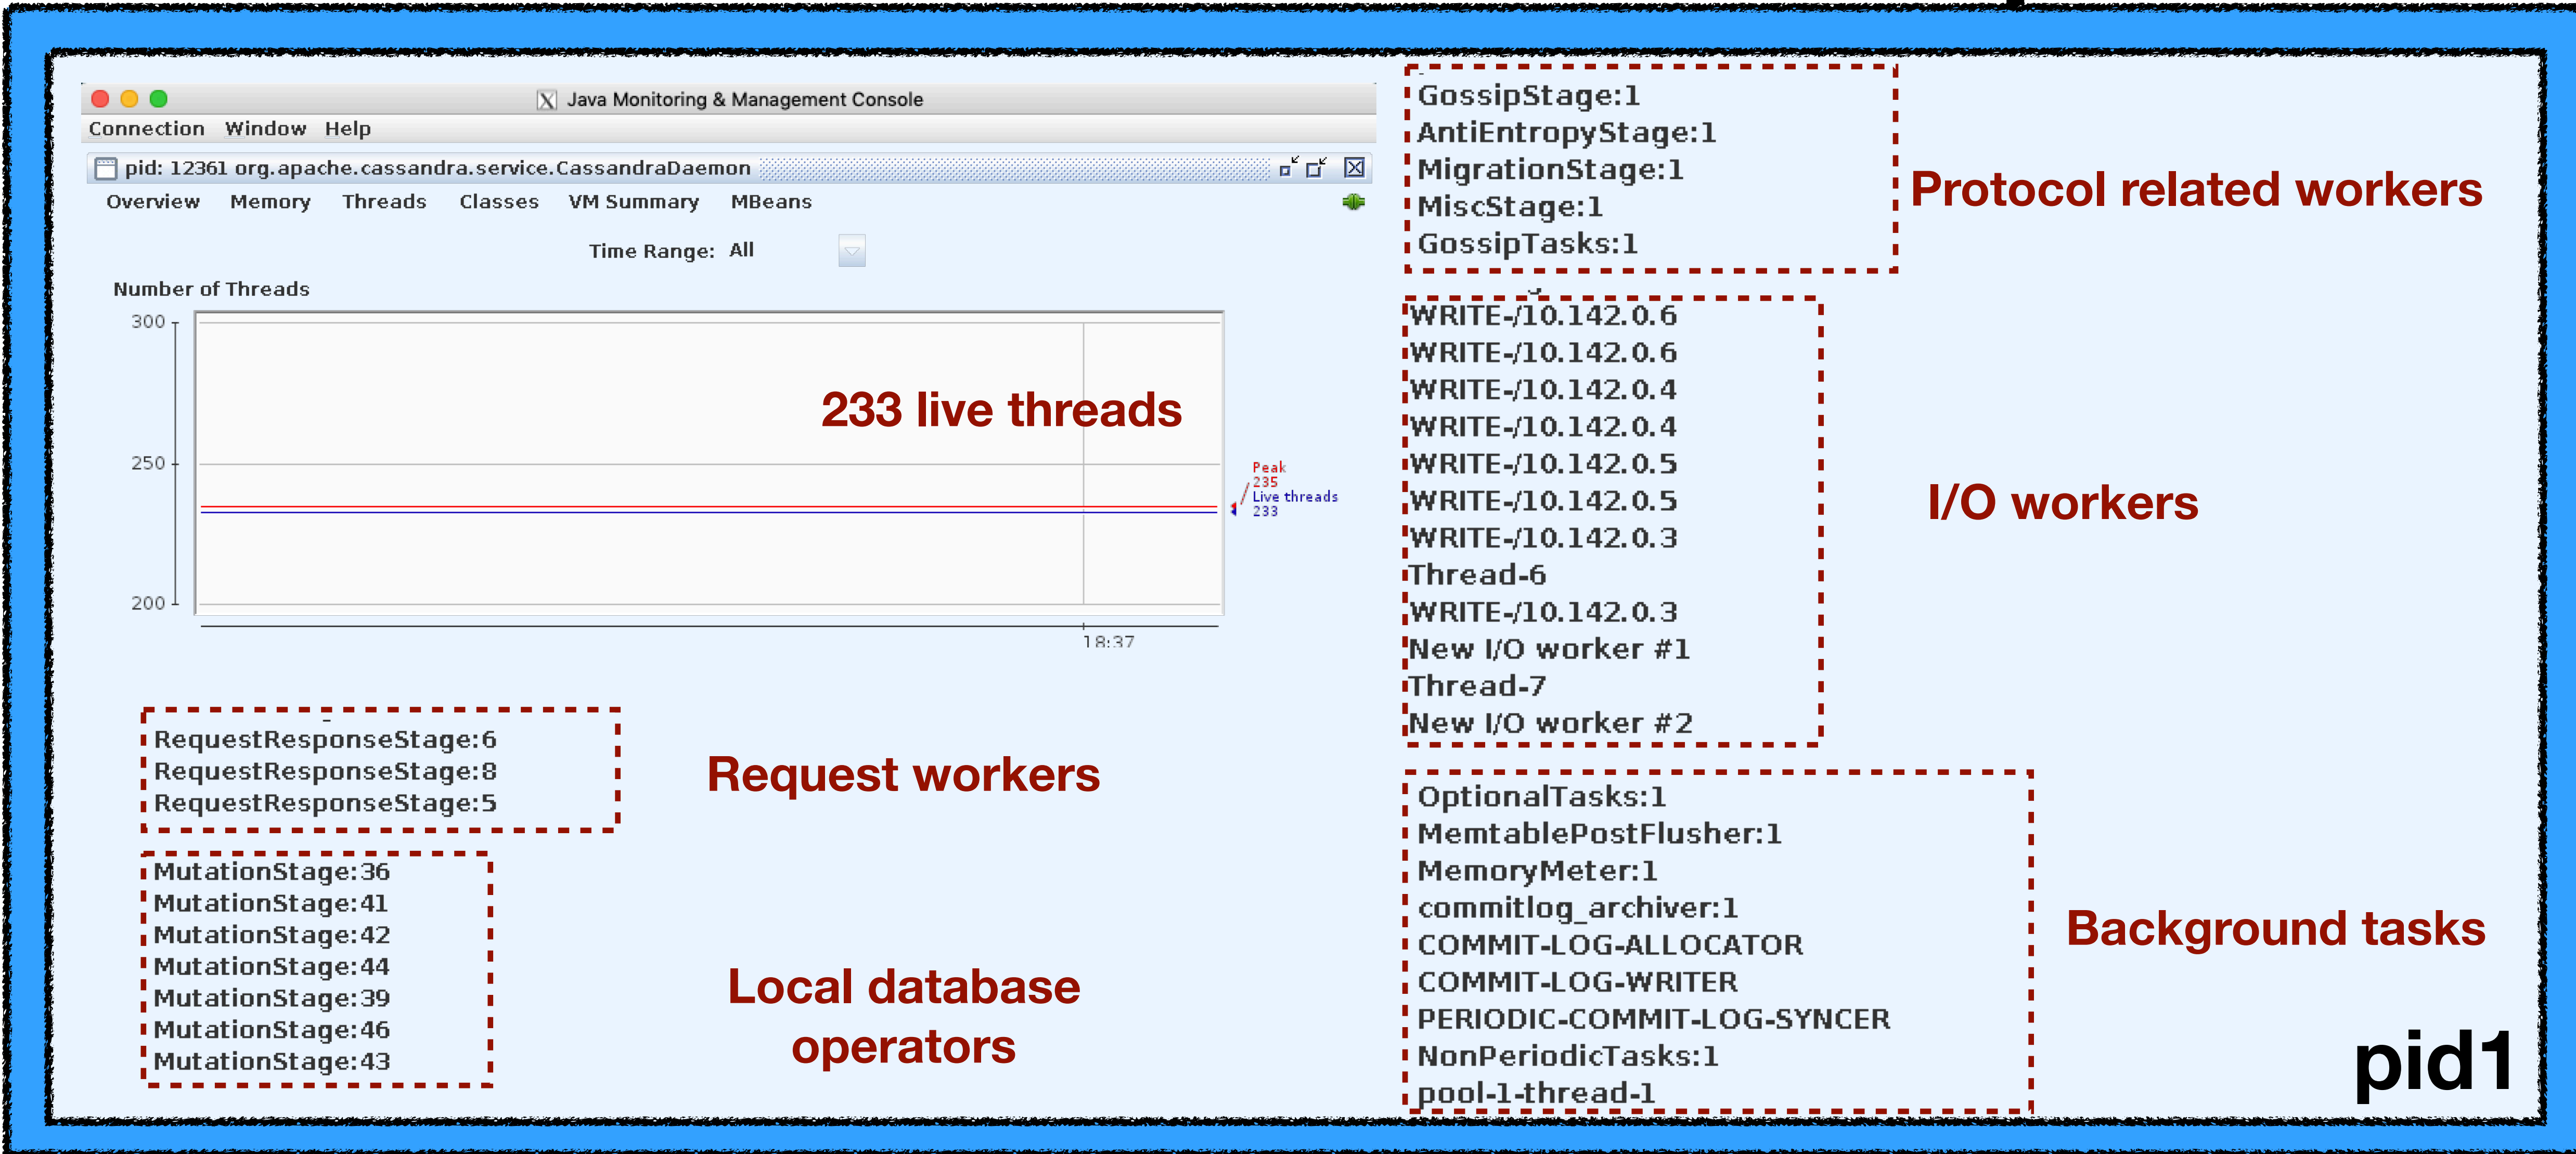 Java Monitoring & Management Console
Connection Window Help
pid: 12361 org.apache.cassandra.service.CassandraDaemon
Overview Memory Threads Classes VM Summary MBeans
Time Range: All
Number of Threads
300
250
200
233 live threads
Peak
235
Live threads
233
18:37
RequestResponseStage:6
RequestResponseStage:8
RequestResponseStage:5
Request workers
MutationStage:36
MutationStage:41
MutationStage:42
MutationStage:44
MutationStage:39
MutationStage:46
MutationStage:43
Local database
operators
GossipStage:1
AntiEntropyStage:1
MigrationStage:1
MiscStage:1
GossipTasks:1
Protocol related workers
WRITE-/10.142.0.6
WRITE-/10.142.0.6
WRITE-/10.142.0.4
WRITE-/10.142.0.4
WRITE-/10.142.0.5
WRITE-/10.142.0.5
WRITE-/10.142.0.3
Thread-6
WRITE-/10.142.0.3
New I/O worker #1
Thread-7
New I/O worker #2
I/O workers
OptionalTasks:1
MemtablePostFlusher:1
MemoryMeter:1
commitlog_archiver:1
COMMIT-LOG-ALLOCATOR
COMMIT-LOG-WRITER
PERIODIC-COMMIT-LOG-SYNCER
NonPeriodicTasks:1
pool-1-thread-1
Background tasks
pid1